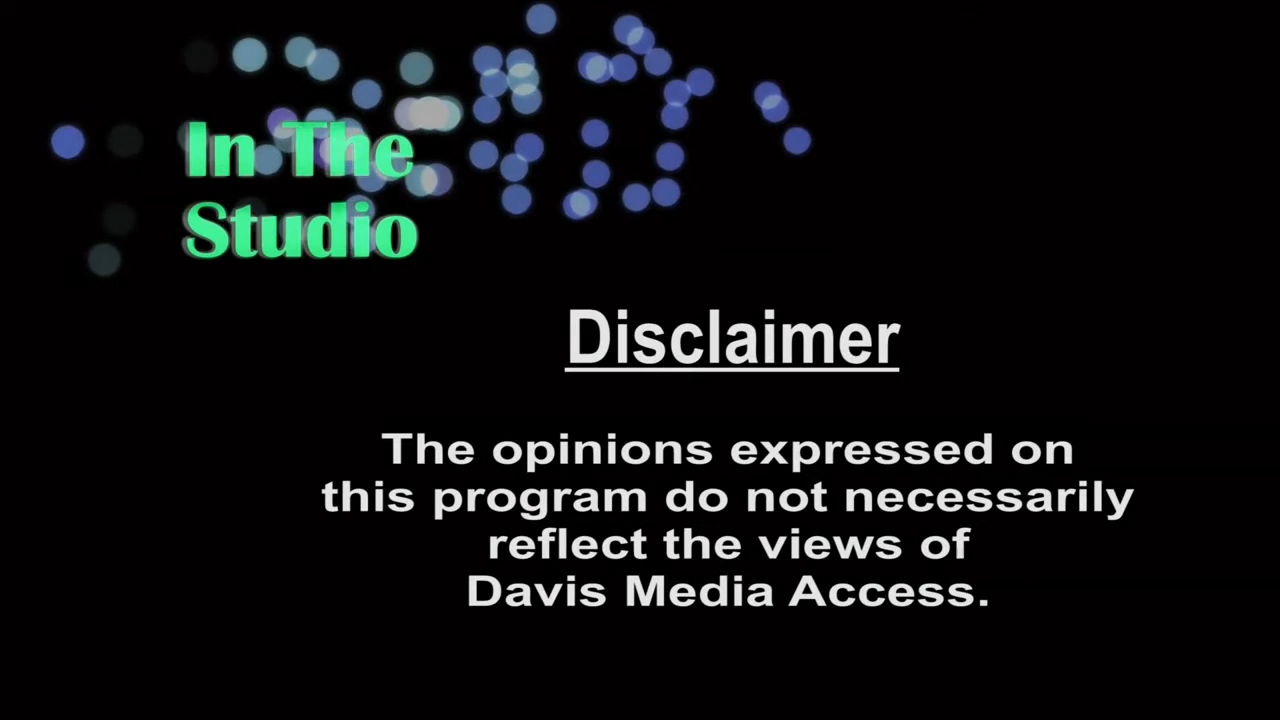 In The
Studio
Disclaimer
The opinions expressed on
this program do not necessarily
reflect the views of
Davis Media Access.